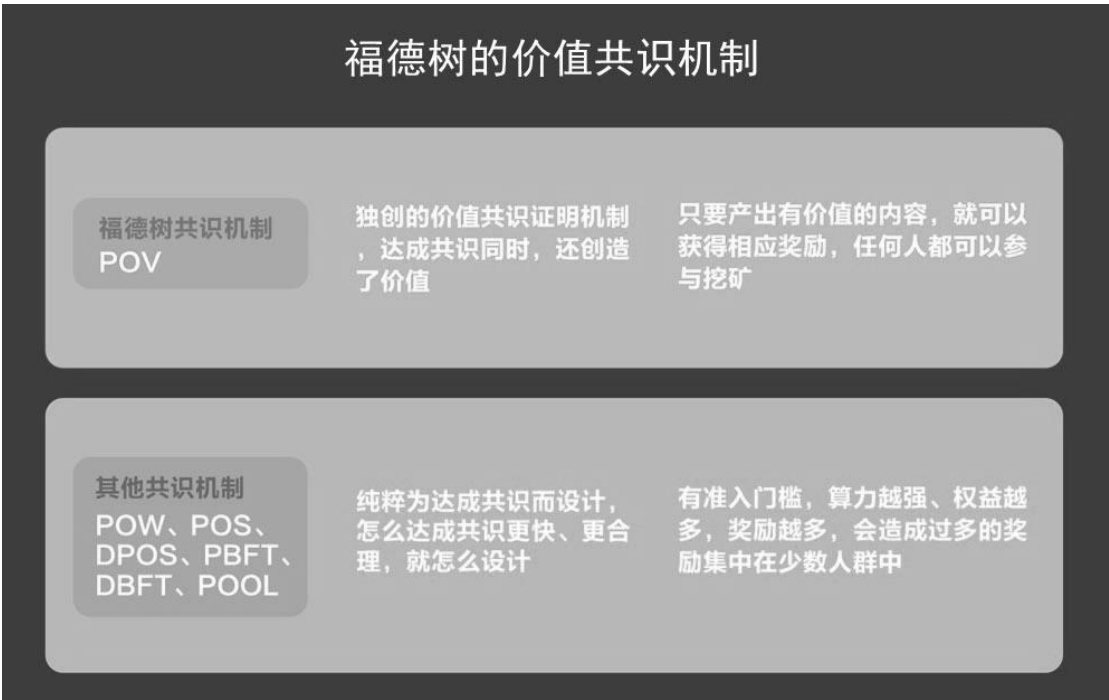 福德树的价值共识机制
福德树共识机制
POV
独创的价值共识证明机制
，达成共识同时，还创造
了价值
只要产出有价值的内容，就可以
获得相应奖励，任何人都可以参
与挖矿
其他共识机制
POW、POS、
DPOS、PBFT、
DBFT、POOL
纯粹为达成共识而设计，
怎么达成共识更快、更合
理，就怎么设计
有准入门槛，算力越强、权益越
多，奖励越多，会造成过多的奖
励集中在少数人群中